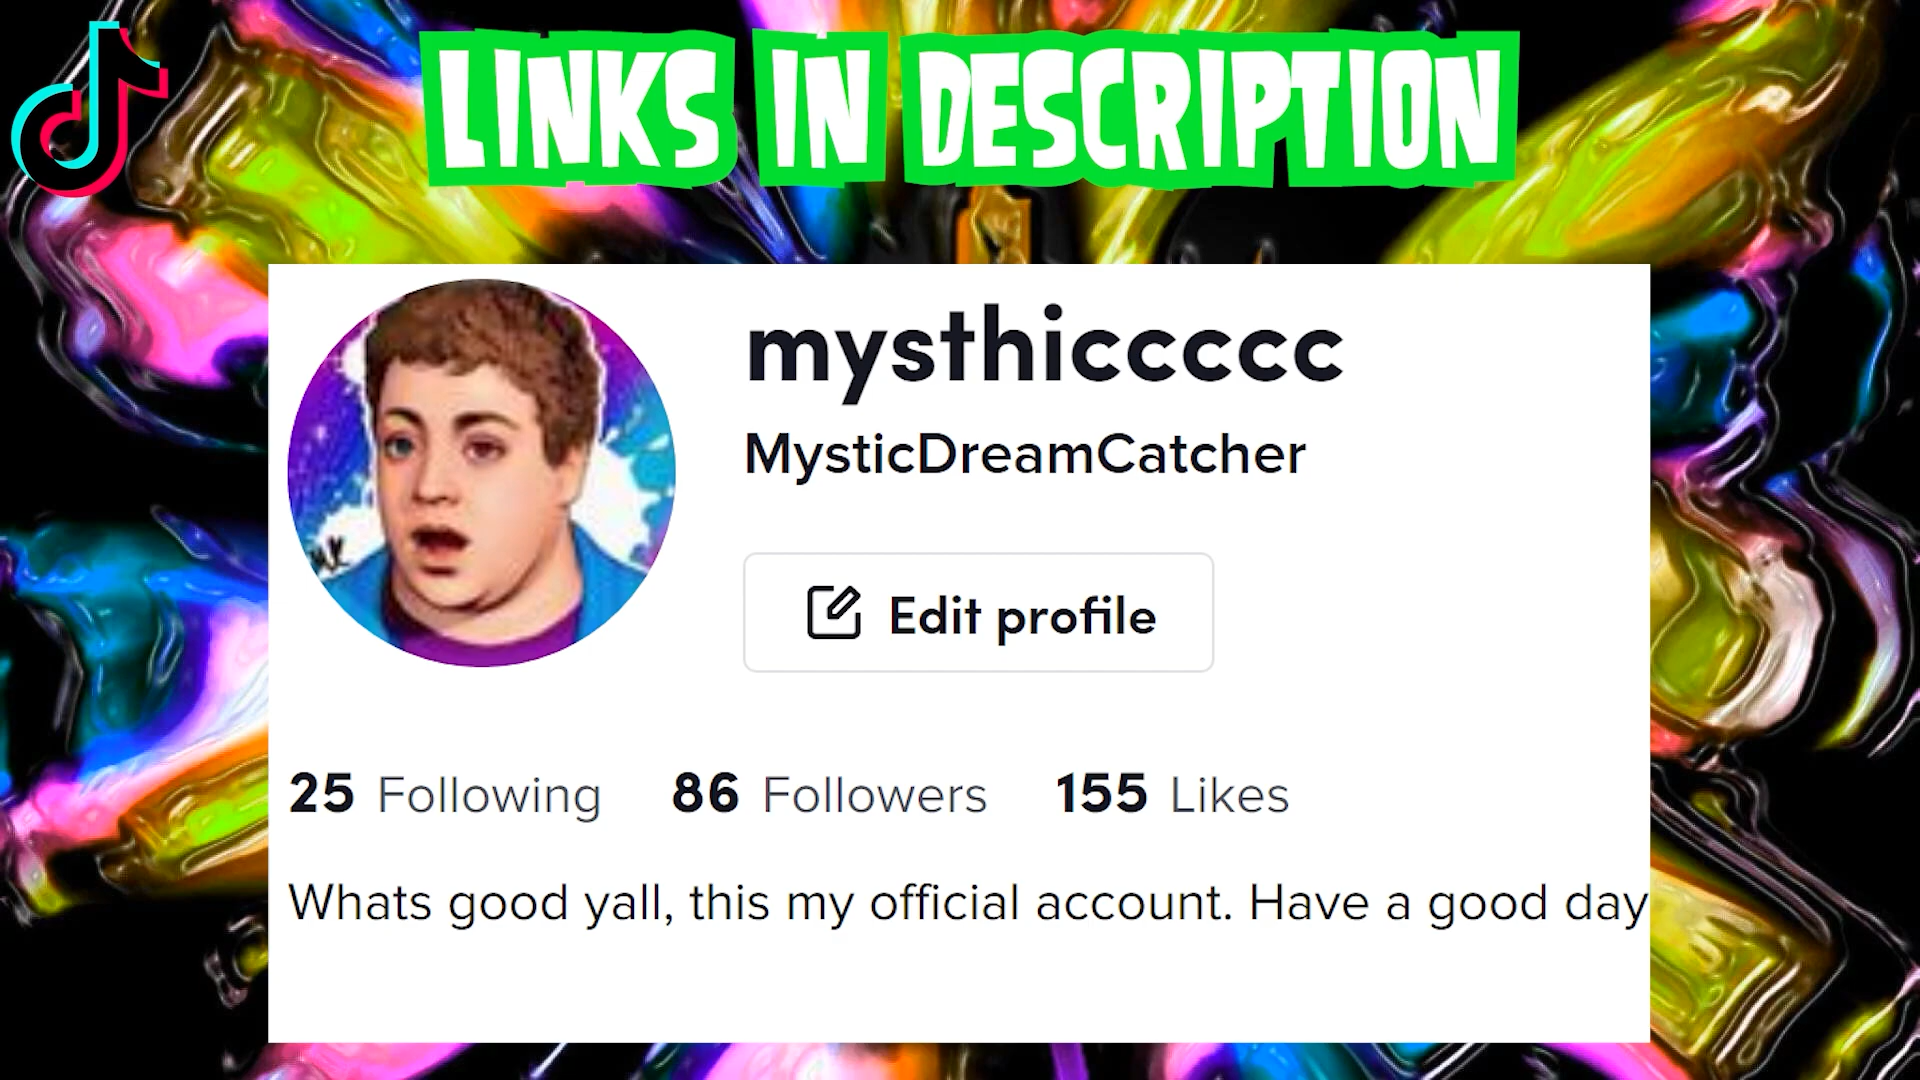 LINKS IN DESCRIPTION
mysthiccccc
MysticDreamCatcher
Edit profile
25 Following 86 Followers 155 Likes
Whats good yall, this my official account. Have a good day